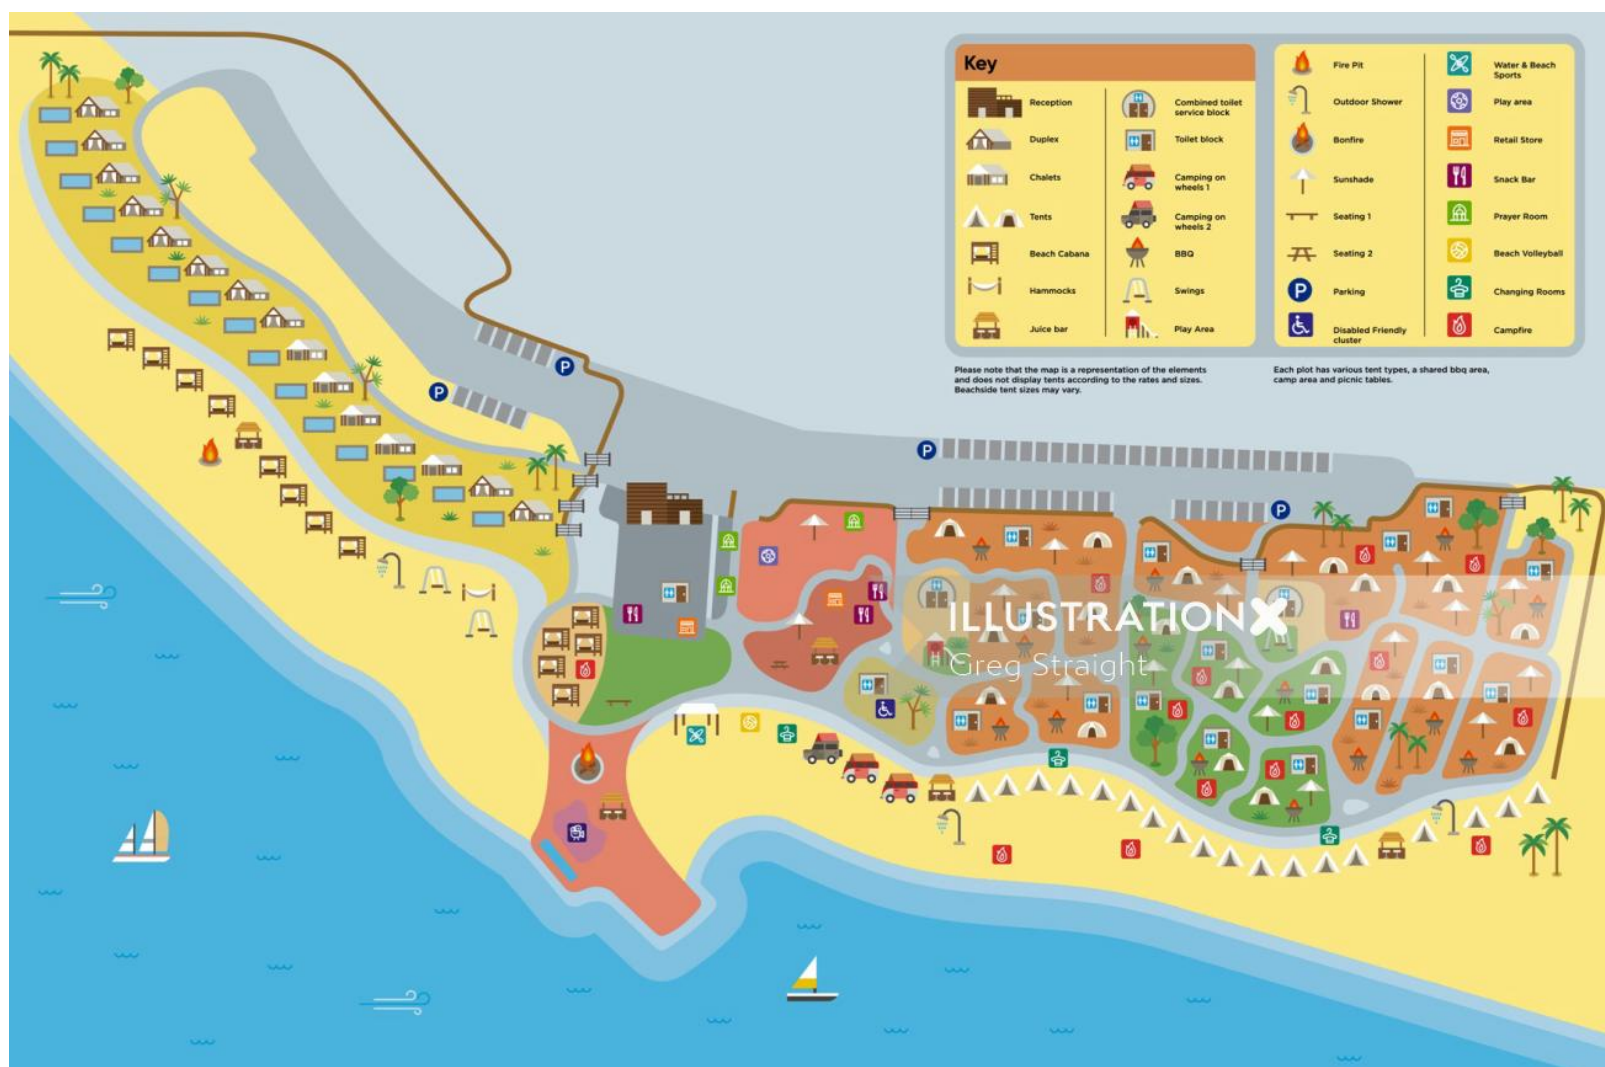 Key
Reception
Duplex
Chalets
Tents
Beach Cabana
Hammocks
Juice bar
Combined toilet
service block
Toilet block
Camping on
wheels 1
Camping on
wheels 2
BBQ
Swings
Play Area
Fire Pit
Outdoor Shower
Bonfire
Sunshade
Seating 1
Seating 2
P
Parking
Disabled Friendly
cluster
Water & Beach
Sports
Play area
Retail Store
Snack Bar
Prayer Room
Beach Volleyball
Changing Rooms
Campfire
Please note that the map is a representation of the elements
and does not display tents according to the rates and sizes.
Beachside tent sizes may vary.
Each plot has various tent types, a shared bbq area,
camp area and picnic tables.
P
P
P
P
ILLUSTRATIONX
Greg Straight